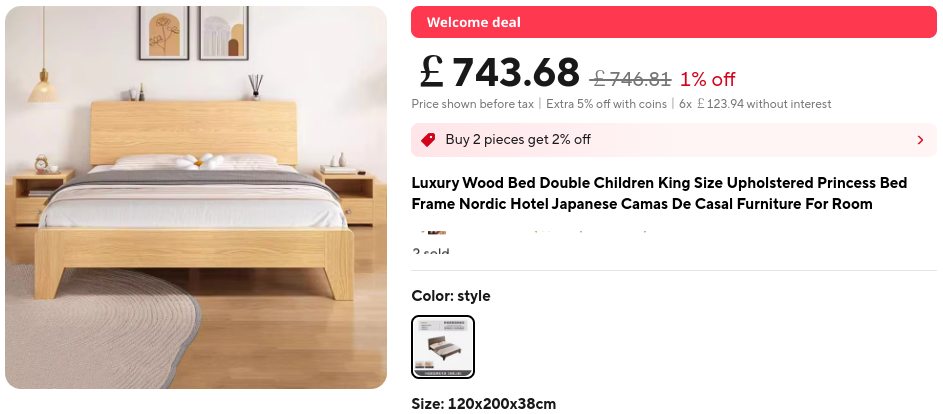 Welcome deal
£743.68 £746.81 1% off
Price shown before tax | Extra 5% off with coins | 6x £123.94 without interest
Buy 2 pieces get 2% off
Luxury Wood Bed Double Children King Size Upholstered Princess Bed
Frame Nordic Hotel Japanese Camas De Casal Furniture For Room
2 sold
Color: style
Size: 120x200x38cm